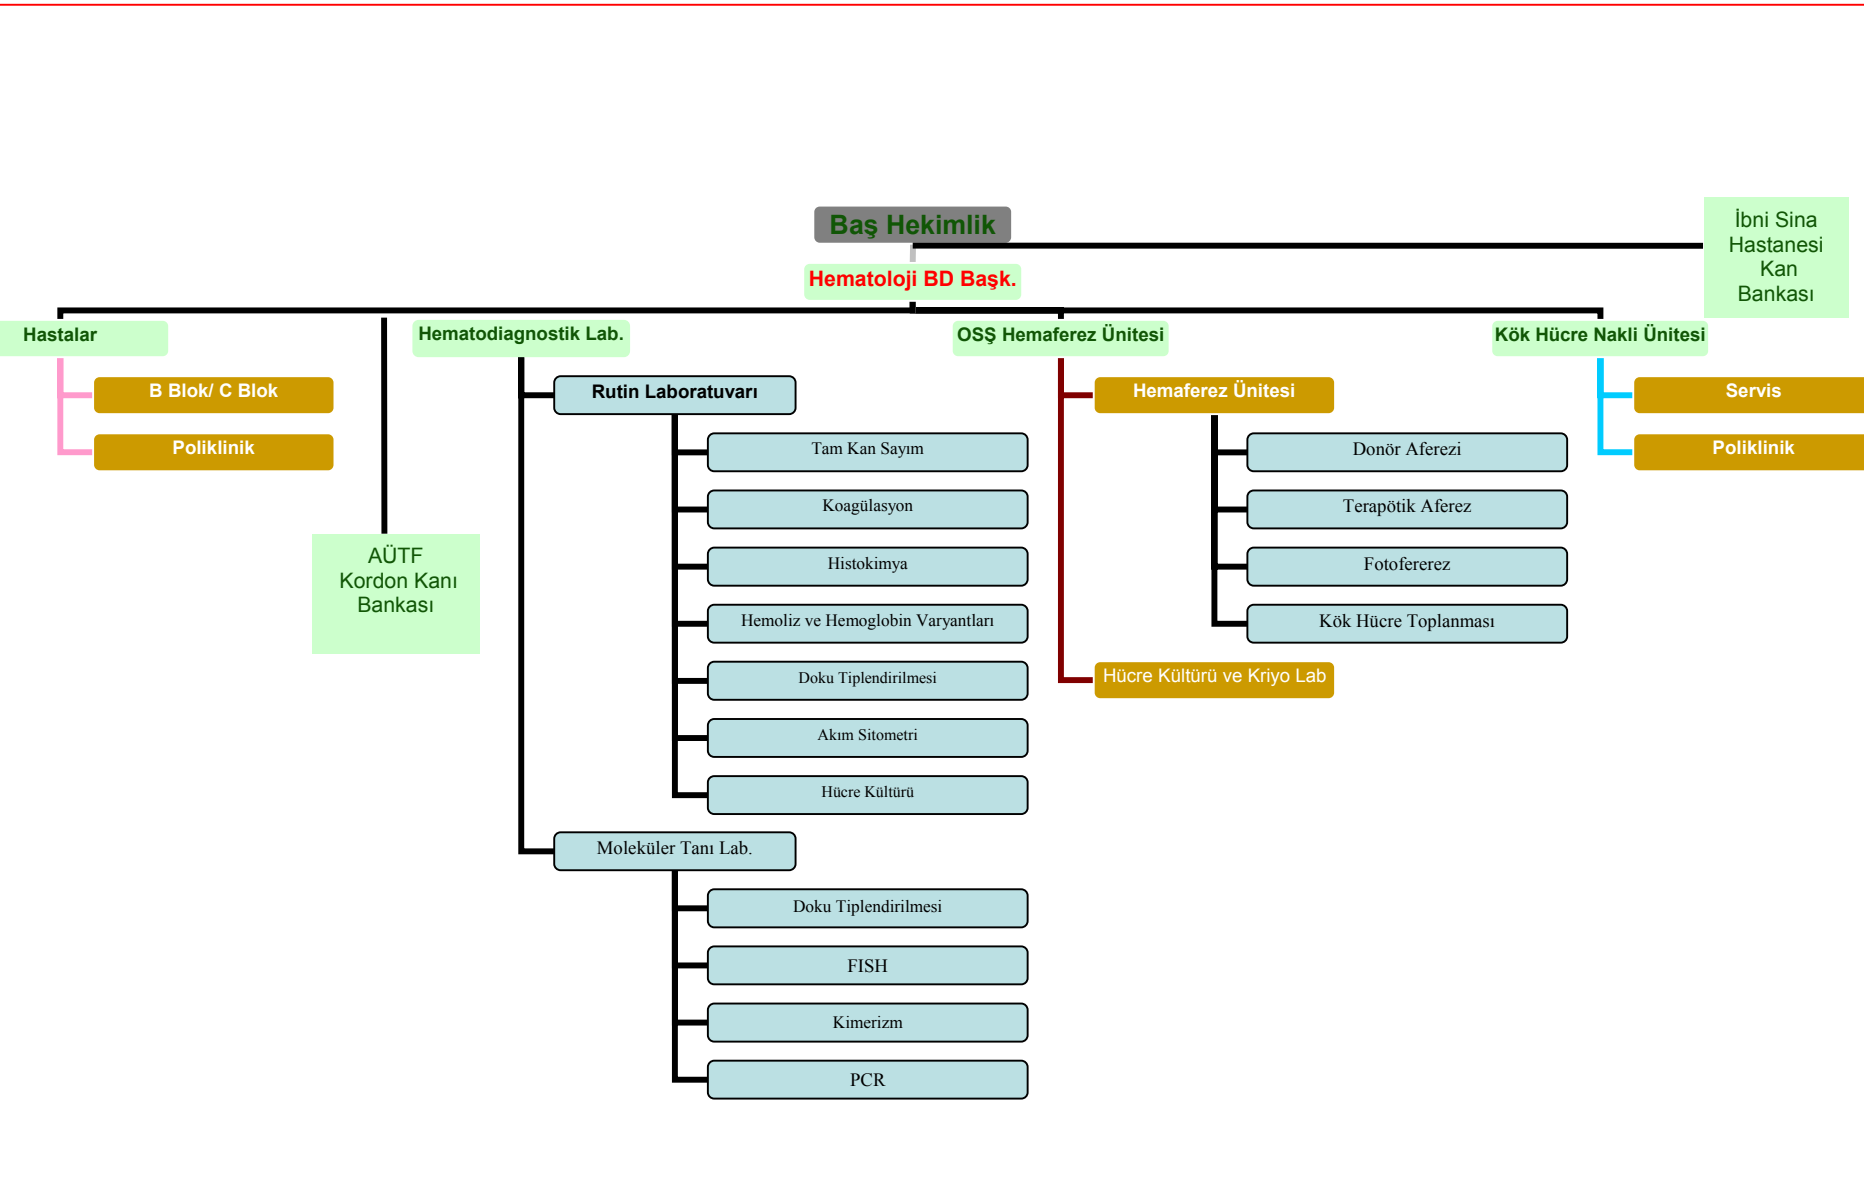 Baş Hekimlik
İbni Sina
Hastanesi
Kan
Bankası
Hematoloji BD Başk.
Hastalar
Hematodiagnostik Lab.
OSŞ Hemaferez Ünitesi
Kök Hücre Nakli Ünitesi
B Blok/ C Blok
Poliklinik
AÜTF
Kordon Kanı
Bankası
Rutin Laboratuvarı
Tam Kan Sayım
Koagülasyon
Histokimya
Hemoliz ve Hemoglobin Varyantları
Doku Tiplendirilmesi
Akım Sitometri
Hücre Kültürü
Moleküler Tanı Lab.
Doku Tiplendirilmesi
FISH
Kimerizm
PCR
Hemaferez Ünitesi
Donör Aferezi
Terapötik Aferez
Fotofererez
Kök Hücre Toplanması
Hücre Kültürü ve Kriyo Lab
Servis
Poliklinik